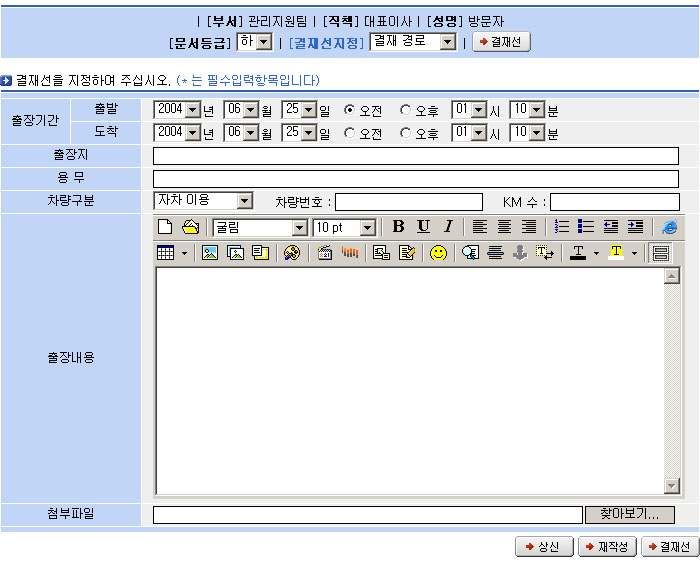 | [부서] 관리지원팀 | [직책] 대표이사 | [성명] 방문자
[문서등급] 하 | [결재선지정] 결재 경로 | 결재선
결재선을 지정하며 주십시오. (* 는 필수입력항목입니다)
출장기간 출발 2004 년 06 월 25 일 오전 오후 01 시 10 분
도착 2004 년 06 월 25 일 오전 오후 01 시 10 분
출장지
용 무
차량구분 자차 이용 차량번호 : KM 수 :
굴림 10 pt B U I
T T
출장내용
첨부파일 찾아보기...
상신 재작성 결재선